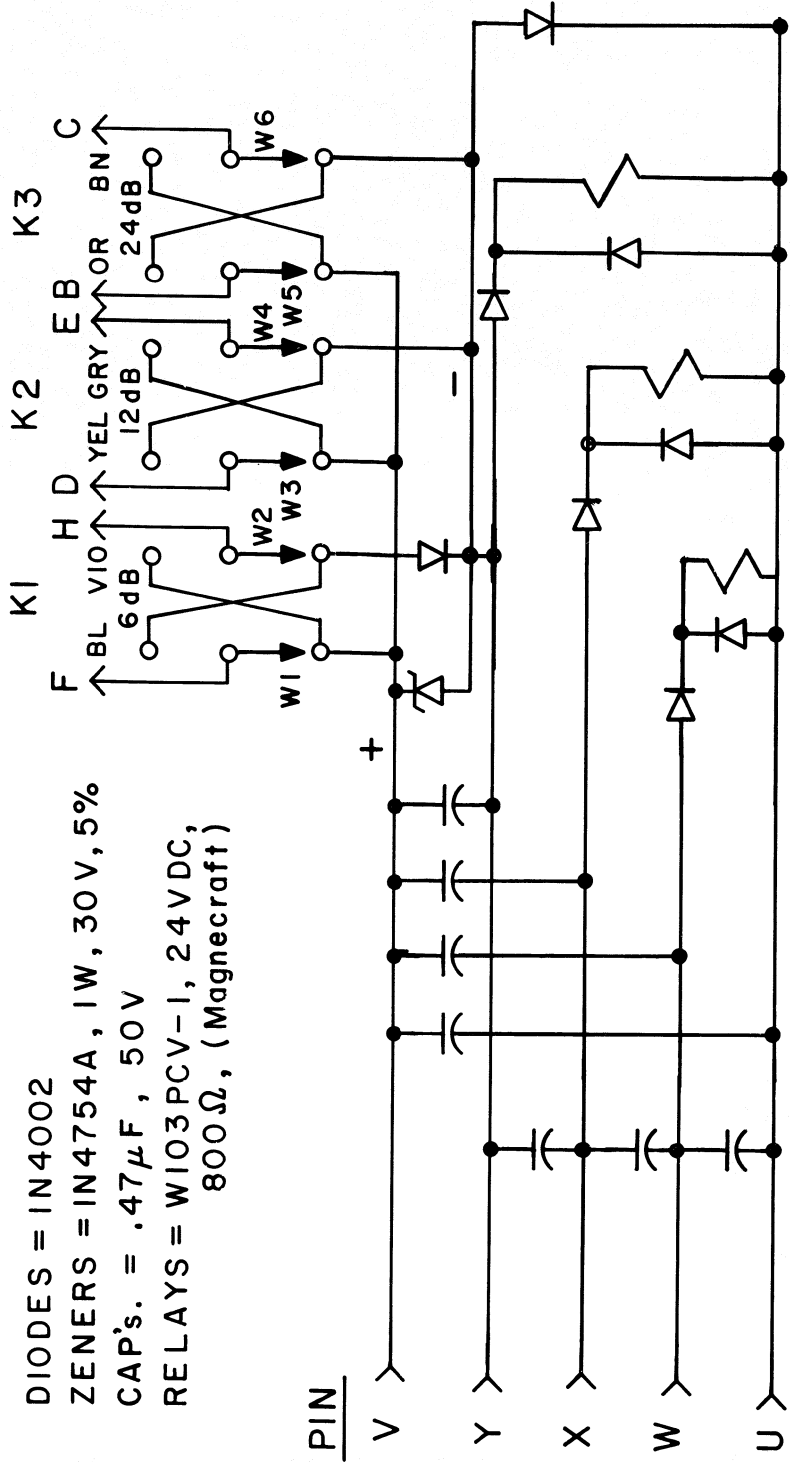 DIODES = IN4002
ZENERS = IN4754A, IW, 30V, 5%
CAP's. = .47μF, 50V
RELAYS = W103PCV-1, 24VDC,
800Ω, (Magnecraft)
K1 K2 K3
F H D E B C
BL VIO YEL GRY OR BN
6dB 12dB 24dB
W1 W2 W3 W4 W5 W6
+ −
PIN
V
Y
X
W
U